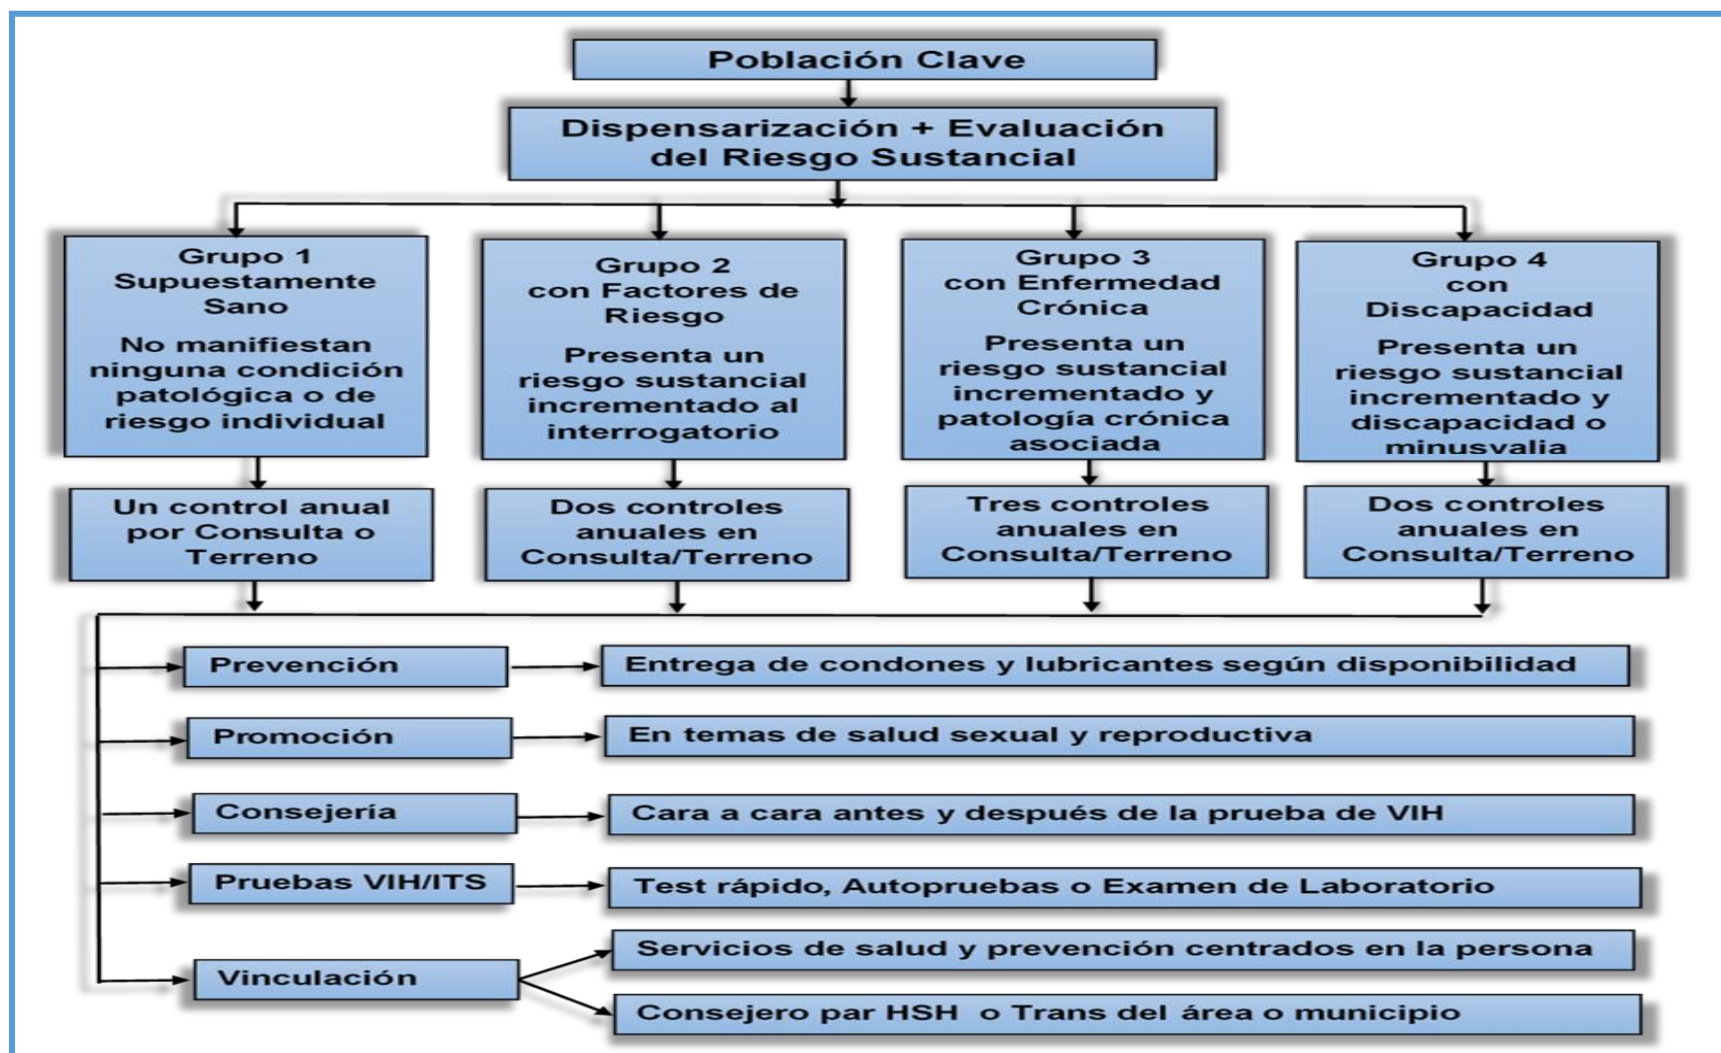 Población Clave
Dispensarización + Evaluación
del Riesgo Sustancial
Grupo 1
Supuestamente
Sano
No manifiestan
ninguna condición
patológica o de
riesgo individual
Grupo 2
con Factores de
Riesgo
Presenta un
riesgo sustancial
incrementado al
interrogatorio
Grupo 3
con Enfermedad
Crónica
Presenta un
riesgo sustancial
incrementado y
patología crónica
asociada
Grupo 4
con
Discapacidad
Presenta un
riesgo sustancial
incrementado y
discapacidad o
minusvalia
Un control anual
por Consulta o
Terreno
Dos controles
anuales en
Consulta/Terreno
Tres controles
anuales en
Consulta/Terreno
Dos controles
anuales en
Consulta/Terreno
Prevención
Entrega de condones y lubricantes según disponibilidad
Promoción
En temas de salud sexual y reproductiva
Consejería
Cara a cara antes y después de la prueba de VIH
Pruebas VIH/ITS
Test rápido, Autopruebas o Examen de Laboratorio
Vinculación
Servicios de salud y prevención centrados en la persona
Consejero par HSH o Trans del área o municipio